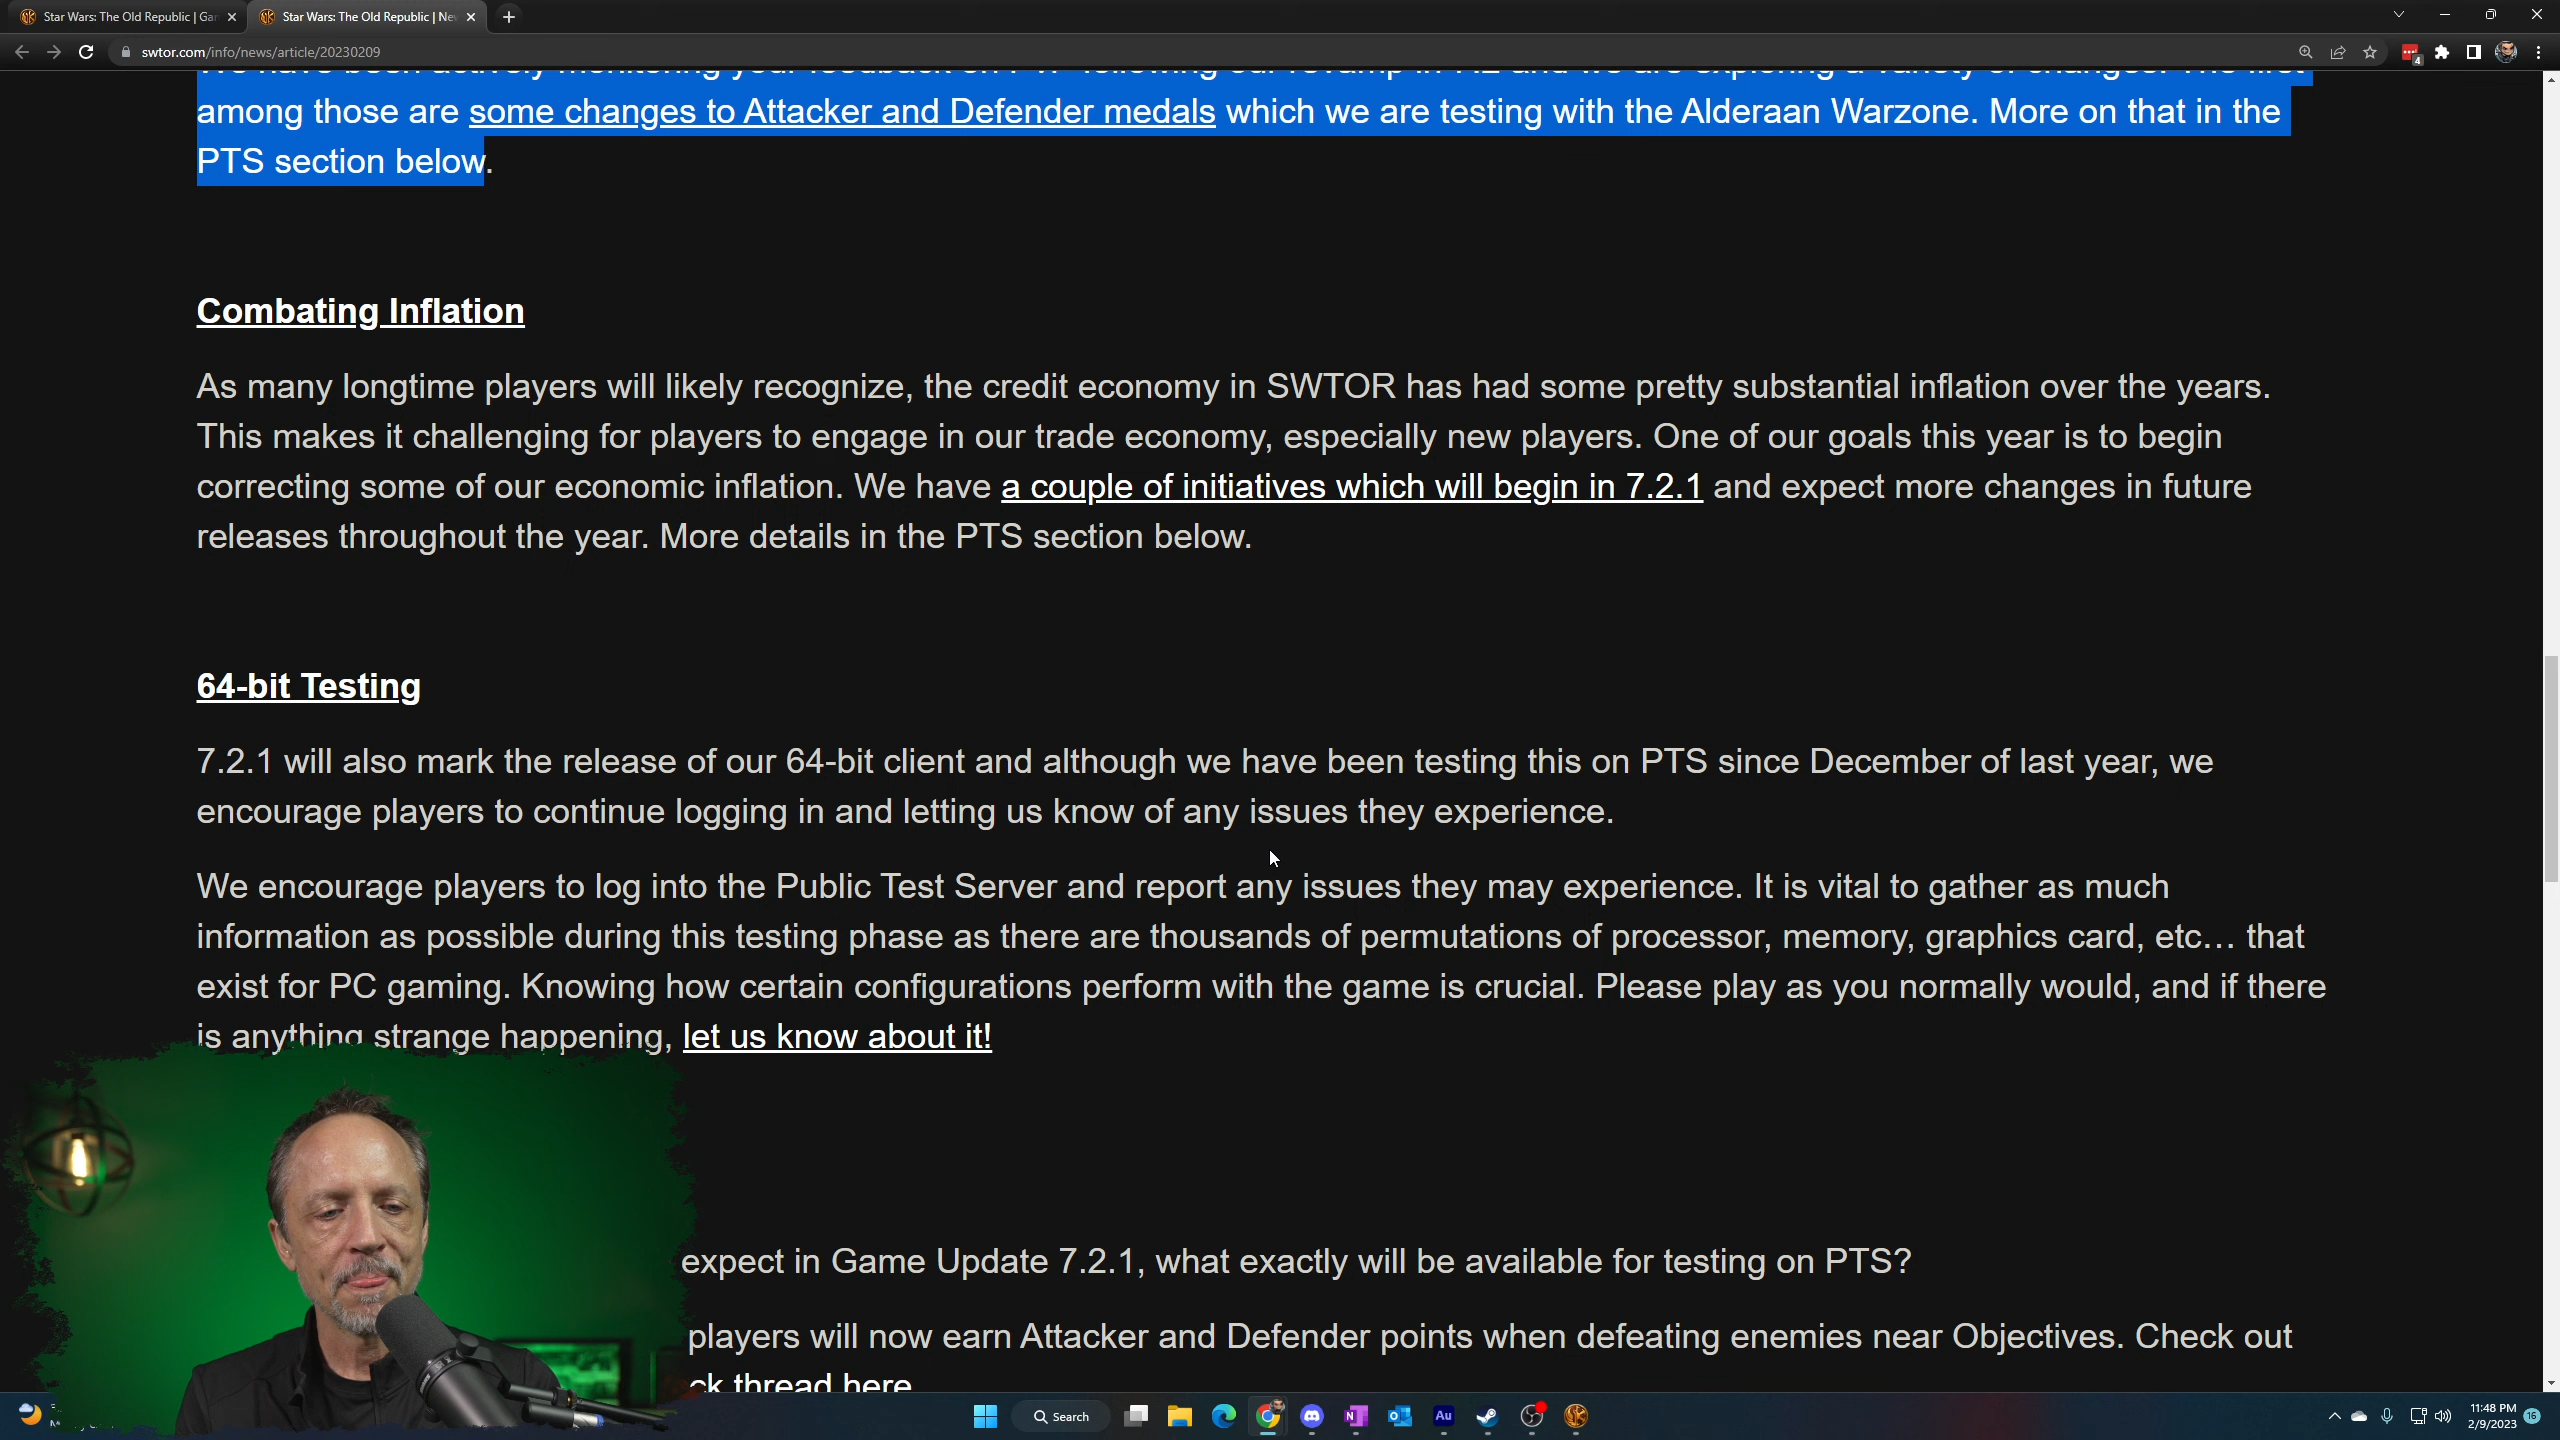 Star Wars: The Old Republic | Gar
Star Wars: The Old Republic | Ne
swtor.com/info/news/article/20230209
among those are some changes to Attacker and Defender medals which we are testing with the Alderaan Warzone. More on that in the
PTS section below.
Combating Inflation
As many longtime players will likely recognize, the credit economy in SWTOR has had some pretty substantial inflation over the years.
This makes it challenging for players to engage in our trade economy, especially new players. One of our goals this year is to begin
correcting some of our economic inflation. We have a couple of initiatives which will begin in 7.2.1 and expect more changes in future
releases throughout the year. More details in the PTS section below.
64-bit Testing
7.2.1 will also mark the release of our 64-bit client and although we have been testing this on PTS since December of last year, we
encourage players to continue logging in and letting us know of any issues they experience.
We encourage players to log into the Public Test Server and report any issues they may experience. It is vital to gather as much
information as possible during this testing phase as there are thousands of permutations of processor, memory, graphics card, etc… that
exist for PC gaming. Knowing how certain configurations perform with the game is crucial. Please play as you normally would, and if there
is anything strange happening, let us know about it!
expect in Game Update 7.2.1, what exactly will be available for testing on PTS?
players will now earn Attacker and Defender points when defeating enemies near Objectives. Check out
ck thread here
Search
Au
11:48 PM
2/9/2023
16